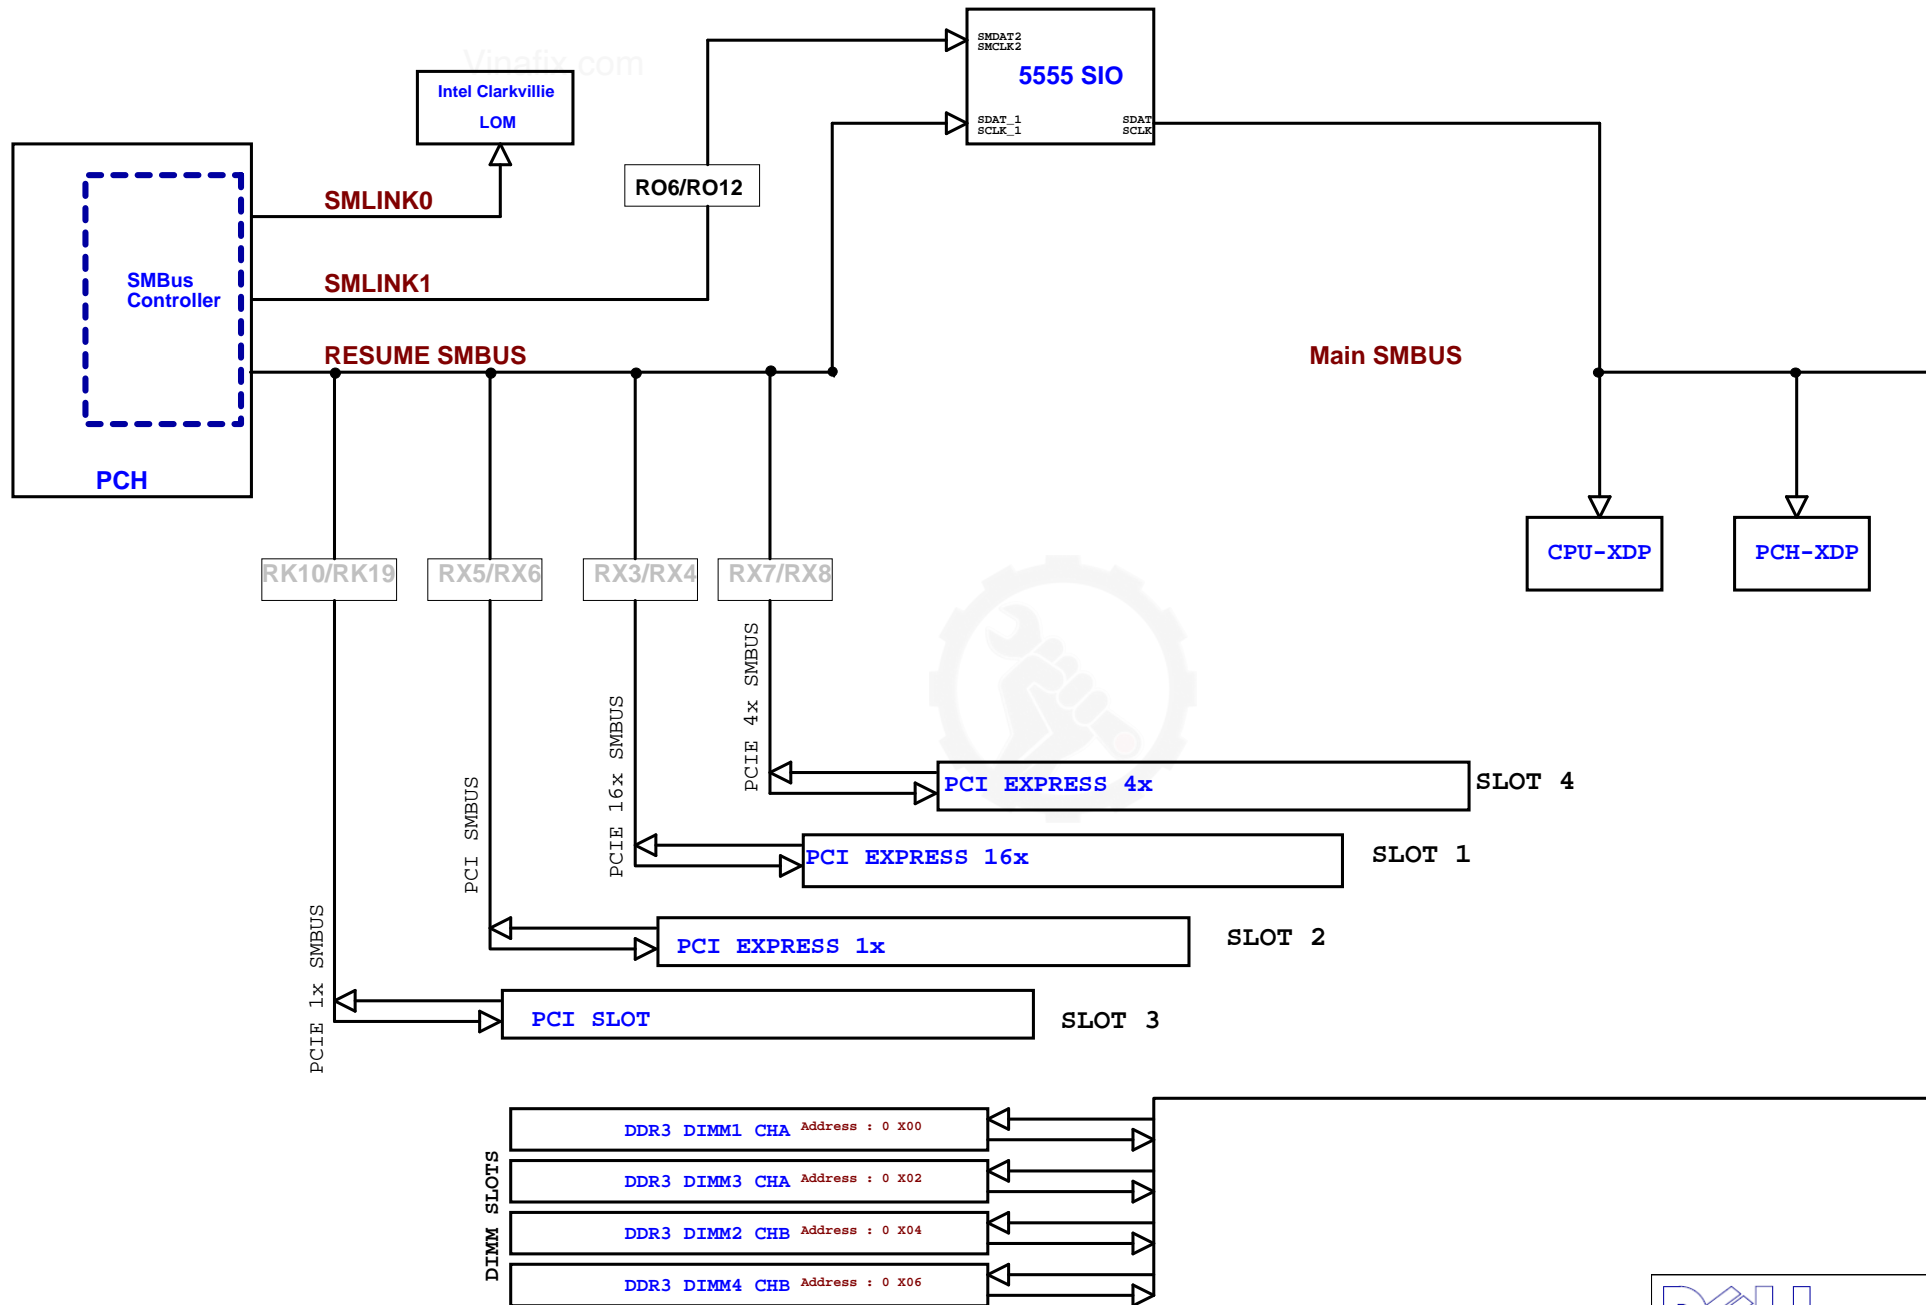 Vinafix.com
SMDAT2
SMCLK2
5555 SIO
SDAT_1
SCLK_1
SDAT
SCLK
Intel Clarkvillie
LOM
RO6/RO12
SMLINK0
SMBus
Controller
SMLINK1
RESUME SMBUS
Main SMBUS
PCH
CPU-XDP
PCH-XDP
RK10/RK19
RX5/RX6
RX3/RX4
RX7/RX8
PCIE 4x SMBUS
PCIE 16x SMBUS
PCI SMBUS
PCIE 1x SMBUS
PCI EXPRESS 4x
SLOT 4
PCI EXPRESS 16x
SLOT 1
PCI EXPRESS 1x
SLOT 2
PCI SLOT
SLOT 3
DIMM SLOTS
DDR3 DIMM1 CHA Address : 0 X00
DDR3 DIMM3 CHA Address : 0 X02
DDR3 DIMM2 CHB Address : 0 X04
DDR3 DIMM4 CHB Address : 0 X06